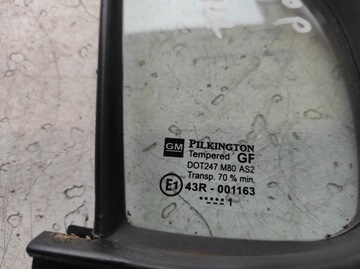 GM PILKINGTON
Tempered GF
DOT247 M80 AS2
Transp. 70 % min.
E1 43R - 001163
..... 1